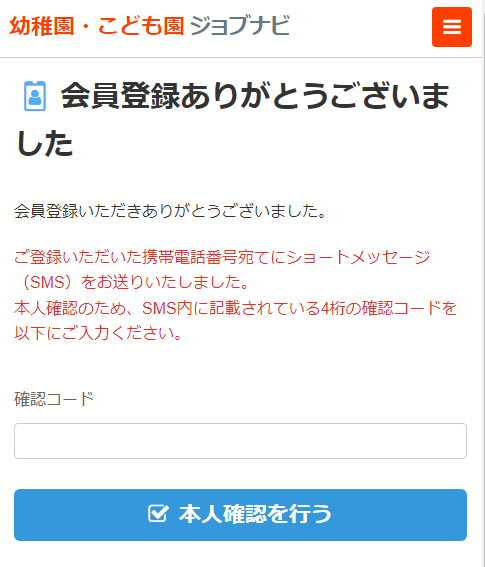 幼稚園・こども園 ジョブナビ
会員登録ありがとうございま
した
会員登録いただきありがとうございました。
ご登録いただいた携帯電話番号宛てにショートメッセージ
（SMS）をお送りいたしました。
本人確認のため、SMS内に記載されている4桁の確認コードを
以下にご入力ください。
確認コード
本人確認を行う